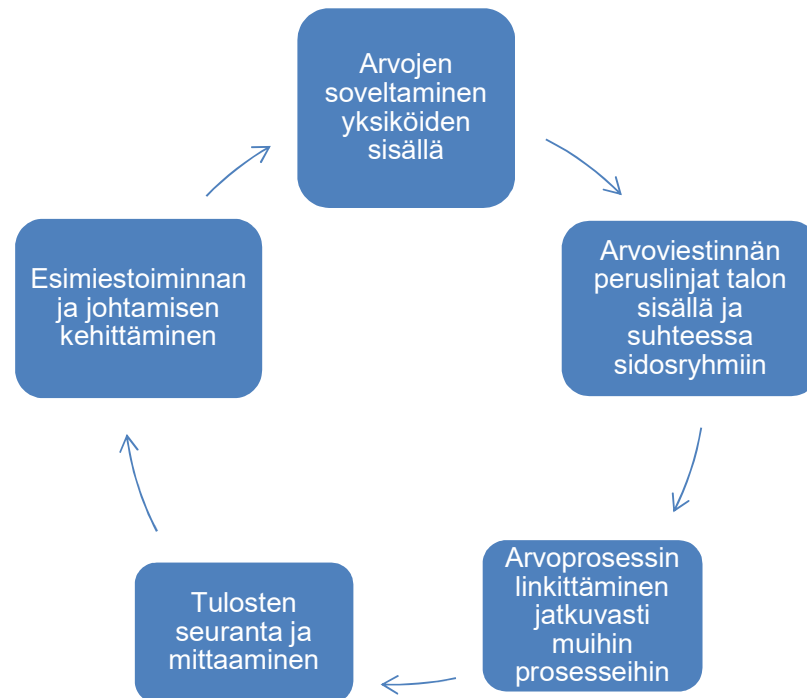 Arvojen
soveltaminen
yksiköiden
sisällä
Arvoviestinnän
peruslinjat talon
sisällä ja
suhteessa
sidosryhmiin
Arvoprosessin
linkittäminen
jatkuvasti
muihin
prosesseihin
Tulosten
seuranta ja
mittaaminen
Esimiestoiminnan
ja johtamisen
kehittäminen